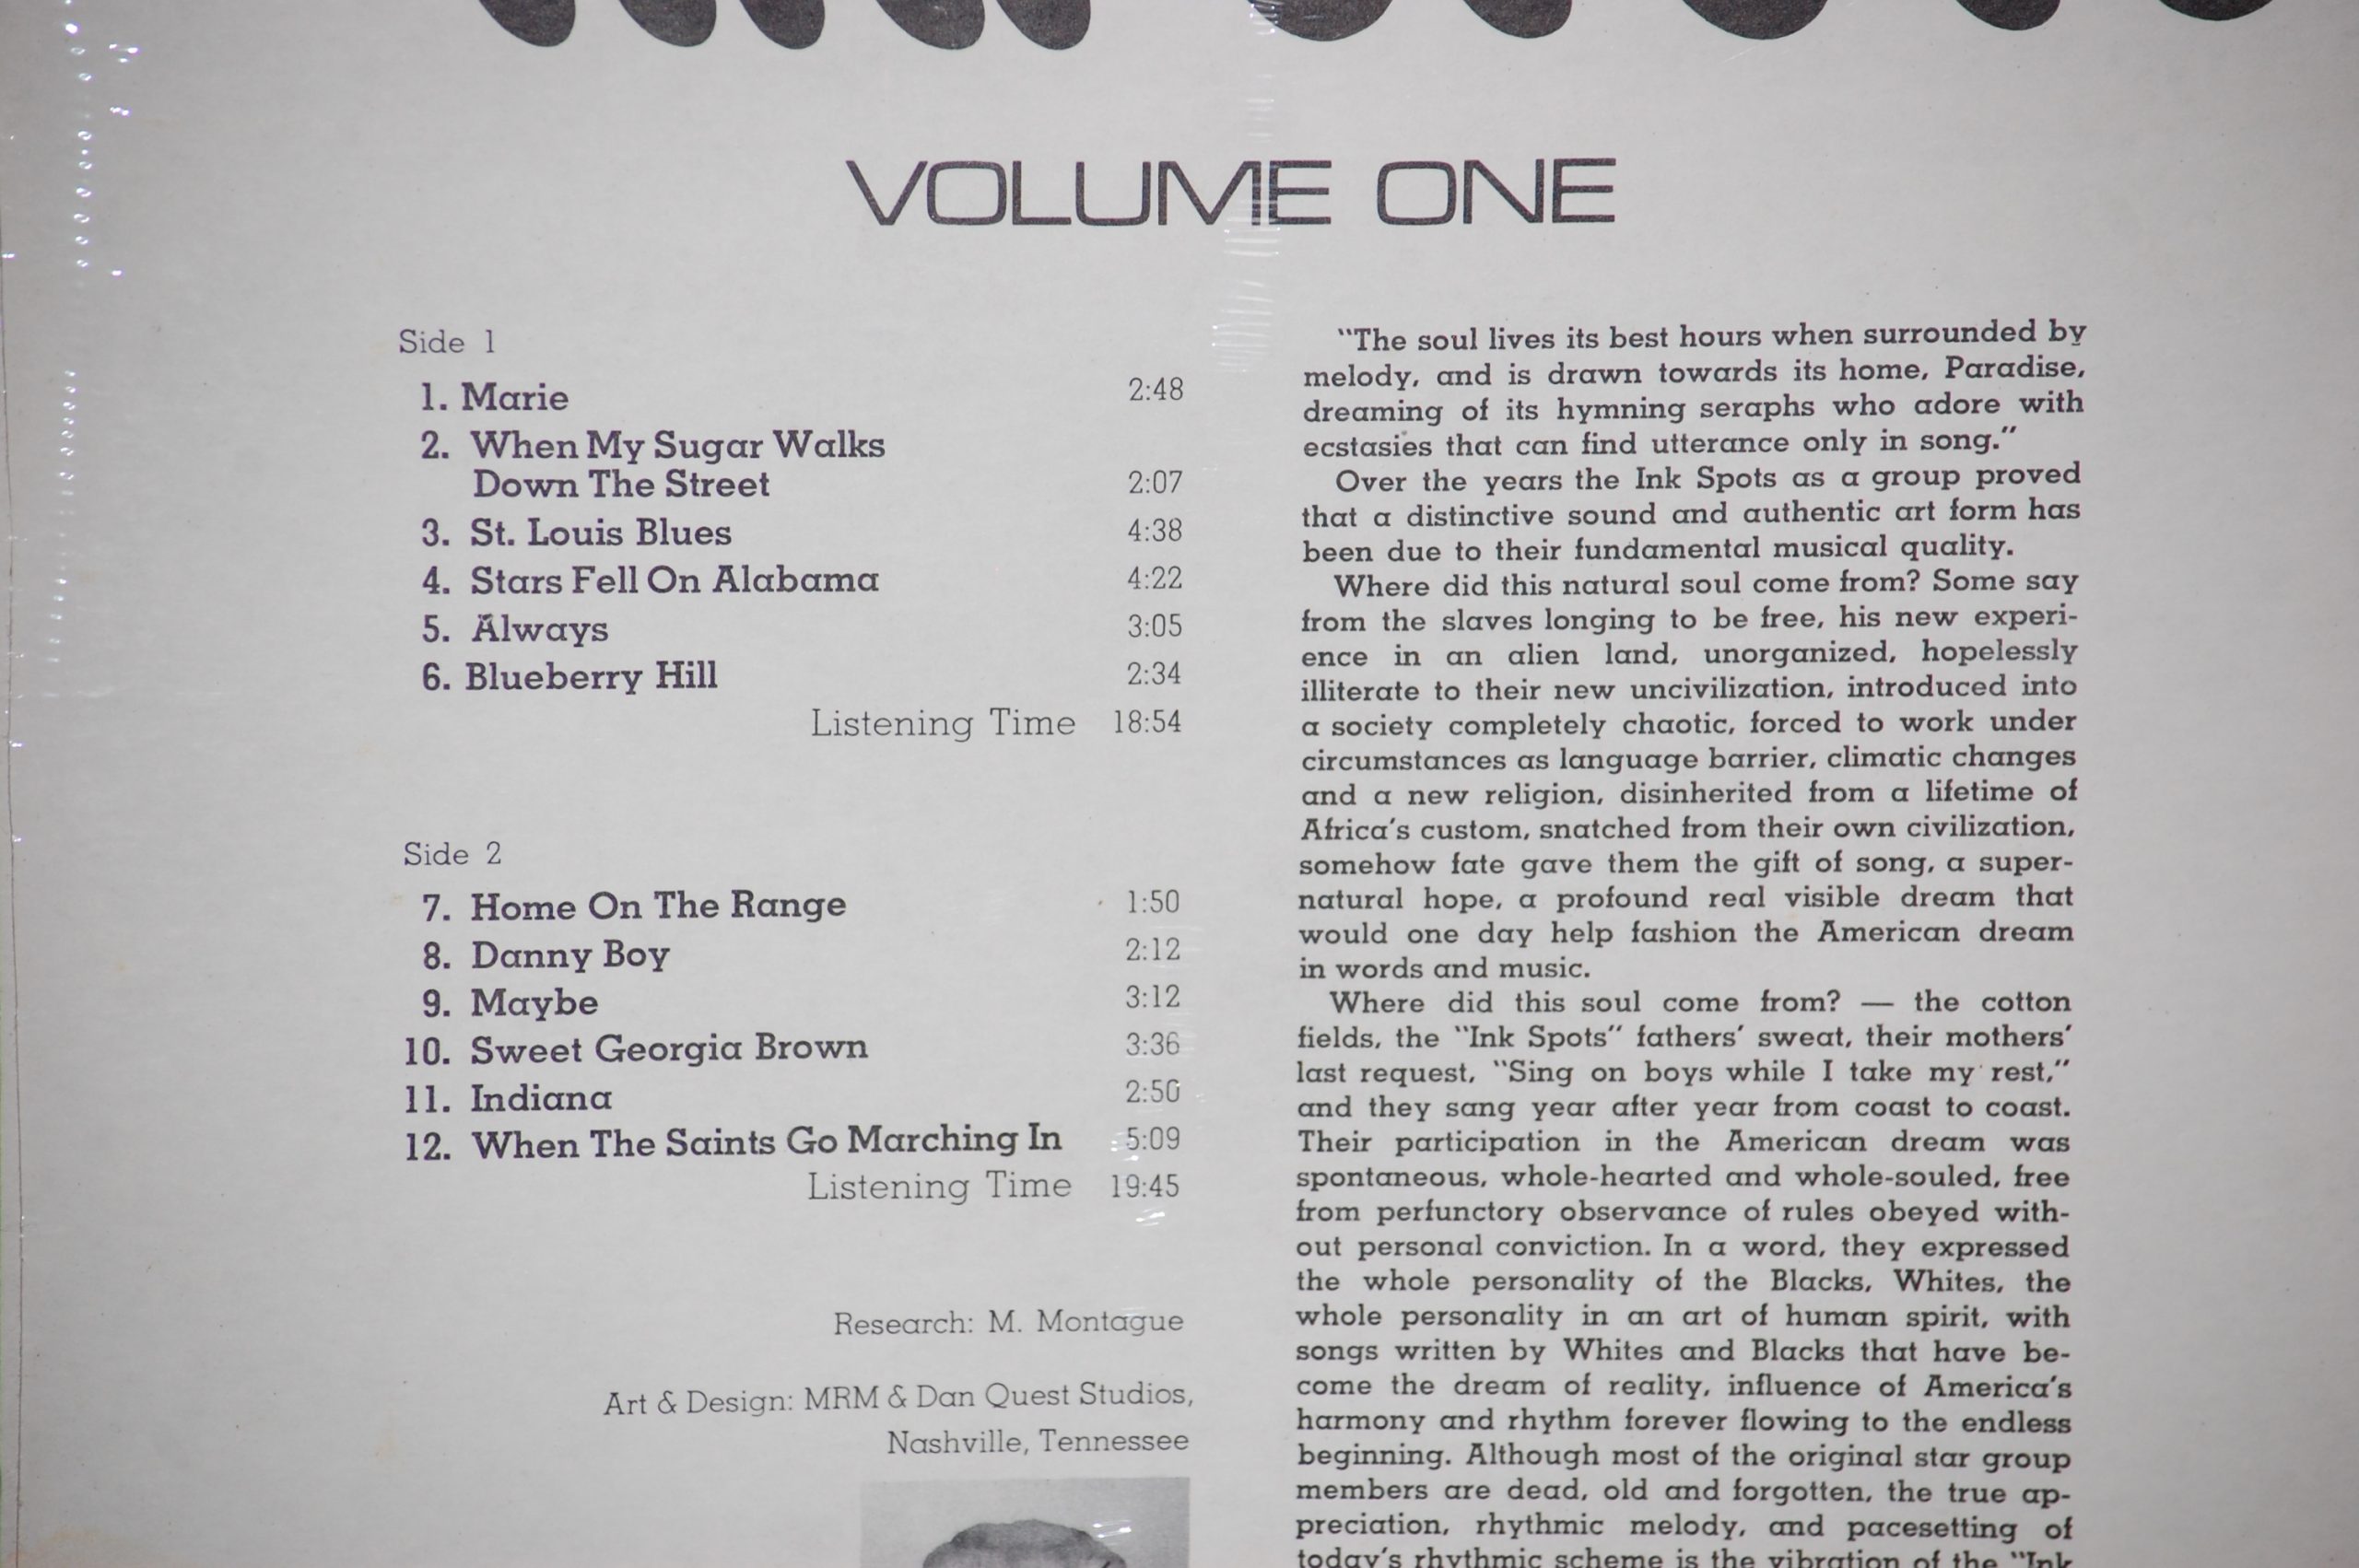 VOLUME ONE
Side 1
1. Marie 2:48
2. When My Sugar Walks
Down The Street 2:07
3. St. Louis Blues 4:38
4. Stars Fell On Alabama 4:22
5. Always 3:05
6. Blueberry Hill 2:34
Listening Time 18:54
Side 2
7. Home On The Range 1:50
8. Danny Boy 2:12
9. Maybe 3:12
10. Sweet Georgia Brown 3:36
11. Indiana 2:50
12. When The Saints Go Marching In 5:09
Listening Time 19:45
Research: M. Montague
Art & Design: MRM & Dan Quest Studios,
Nashville, Tennessee
"The soul lives its best hours when surrounded by
melody, and is drawn towards its home, Paradise,
dreaming of its hymning seraphs who adore with
ecstasies that can find utterance only in song."
Over the years the Ink Spots as a group proved
that a distinctive sound and authentic art form has
been due to their fundamental musical quality.
Where did this natural soul come from? Some say
from the slaves longing to be free, his new experi-
ence in an alien land, unorganized, hopelessly
illiterate to their new uncivilization, introduced into
a society completely chaotic, forced to work under
circumstances as language barrier, climatic changes
and a new religion, disinherited from a lifetime of
Africa's custom, snatched from their own civilization,
somehow fate gave them the gift of song, a super-
natural hope, a profound real visible dream that
would one day help fashion the American dream
in words and music.
Where did this soul come from? — the cotton
fields, the "Ink Spots" fathers' sweat, their mothers'
last request, "Sing on boys while I take my rest,"
and they sang year after year from coast to coast.
Their participation in the American dream was
spontaneous, whole-hearted and whole-souled, free
from perfunctory observance of rules obeyed with-
out personal conviction. In a word, they expressed
the whole personality of the Blacks, Whites, the
whole personality in an art of human spirit, with
songs written by Whites and Blacks that have be-
come the dream of reality, influence of America's
harmony and rhythm forever flowing to the endless
beginning. Although most of the original star group
members are dead, old and forgotten, the true ap-
preciation, rhythmic melody, and pacesetting of
today's rhythmic scheme is the vibration of the "Ink